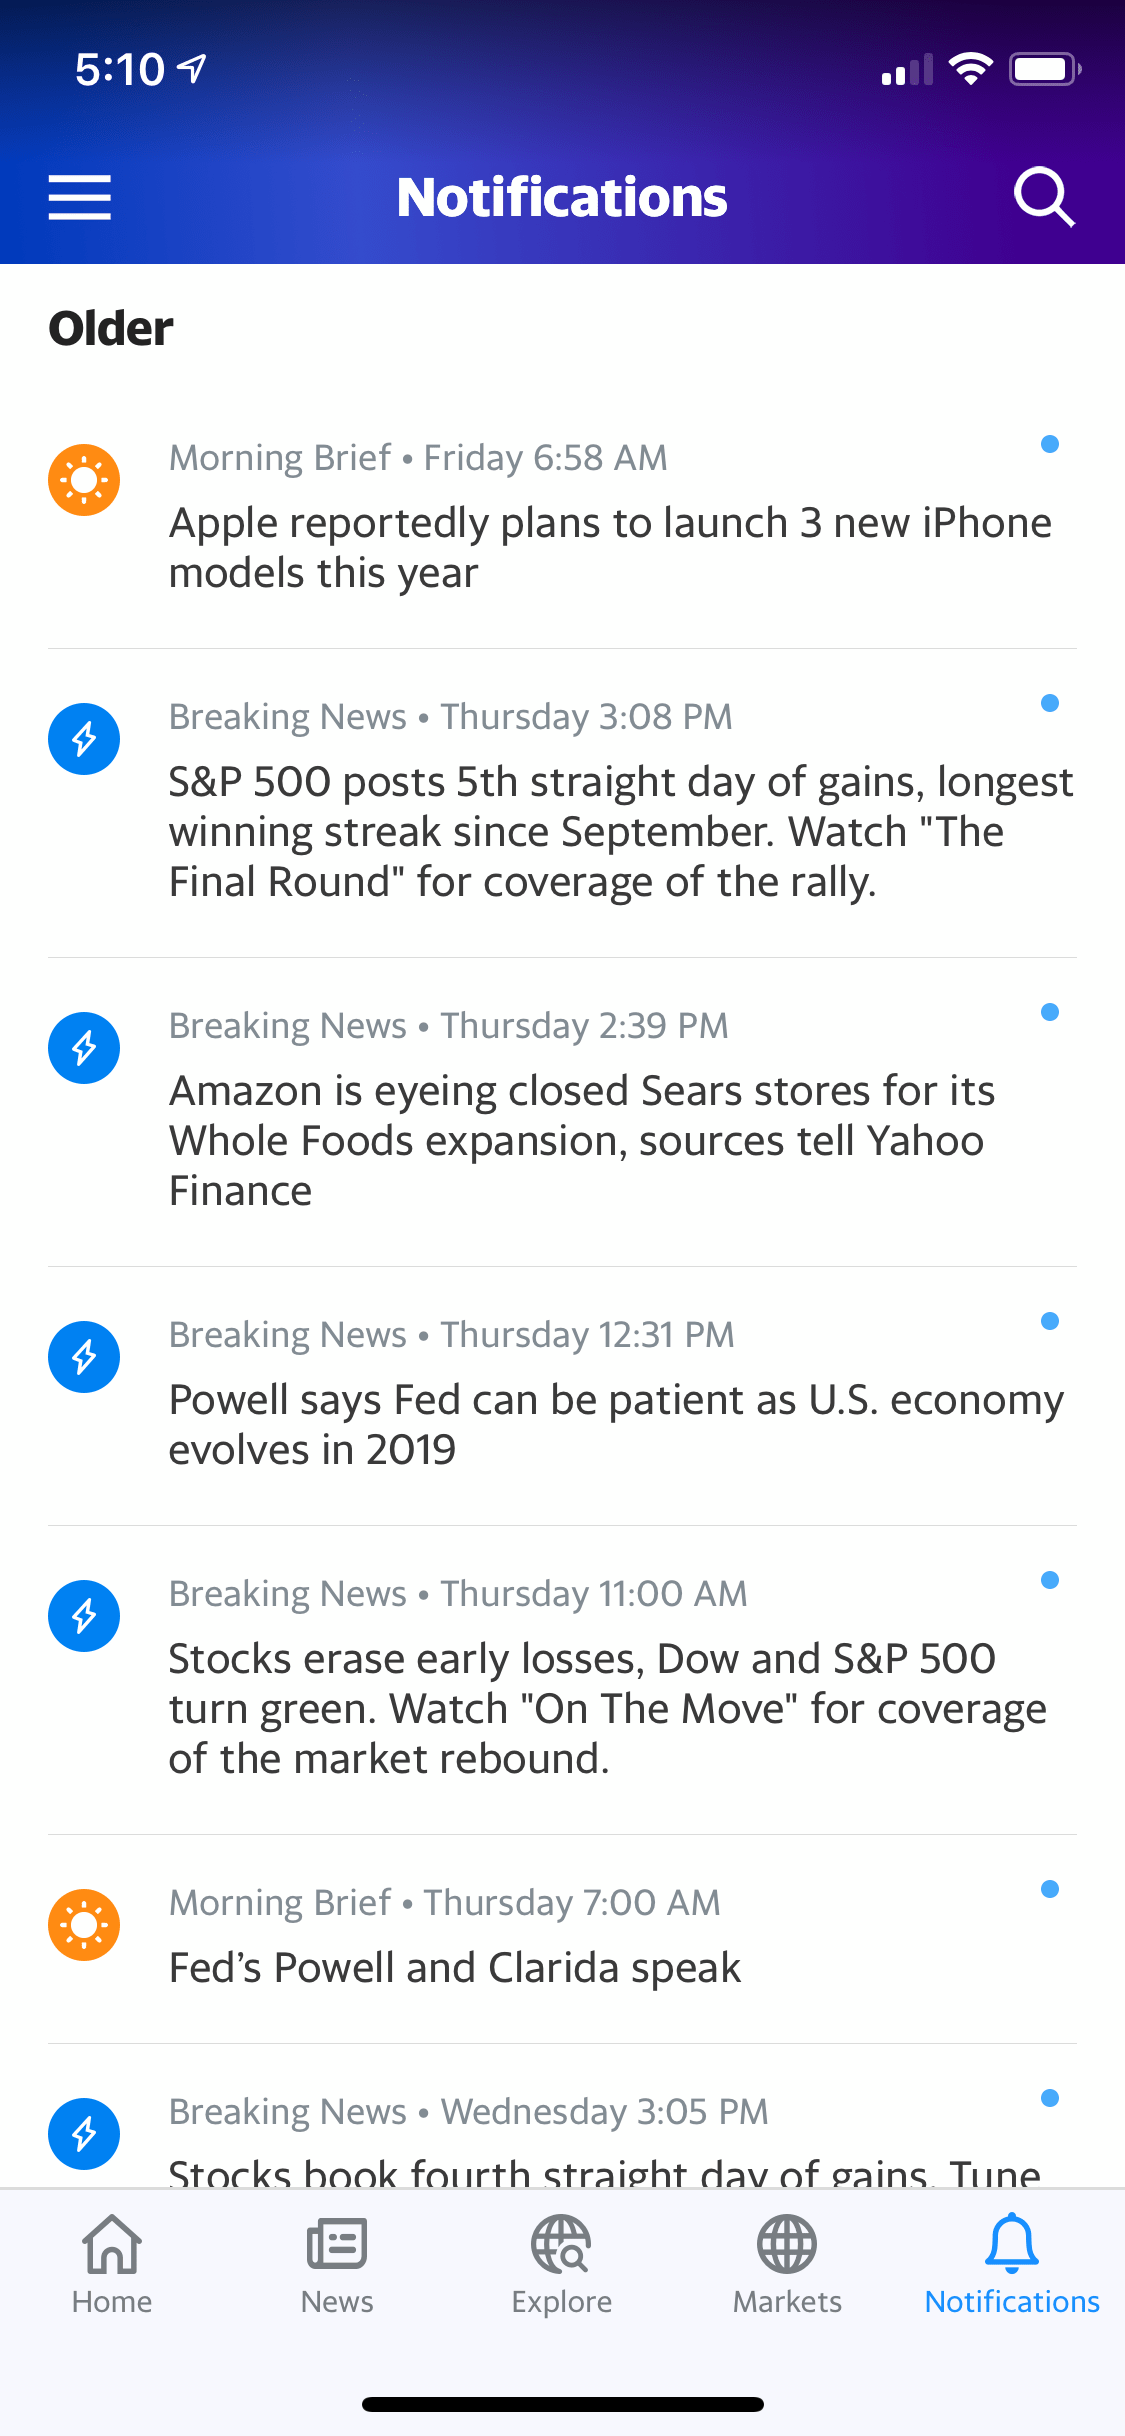 5:10
Notifications
Older
Morning Brief • Friday 6:58 AM
Apple reportedly plans to launch 3 new iPhone
models this year
Breaking News • Thursday 3:08 PM
S&P 500 posts 5th straight day of gains, longest
winning streak since September. Watch "The
Final Round" for coverage of the rally.
Breaking News • Thursday 2:39 PM
Amazon is eyeing closed Sears stores for its
Whole Foods expansion, sources tell Yahoo
Finance
Breaking News • Thursday 12:31 PM
Powell says Fed can be patient as U.S. economy
evolves in 2019
Breaking News • Thursday 11:00 AM
Stocks erase early losses, Dow and S&P 500
turn green. Watch "On The Move" for coverage
of the market rebound.
Morning Brief • Thursday 7:00 AM
Fed’s Powell and Clarida speak
Breaking News • Wednesday 3:05 PM
Stocks book fourth straight day of gains. Tune
Home
News
Explore
Markets
Notifications